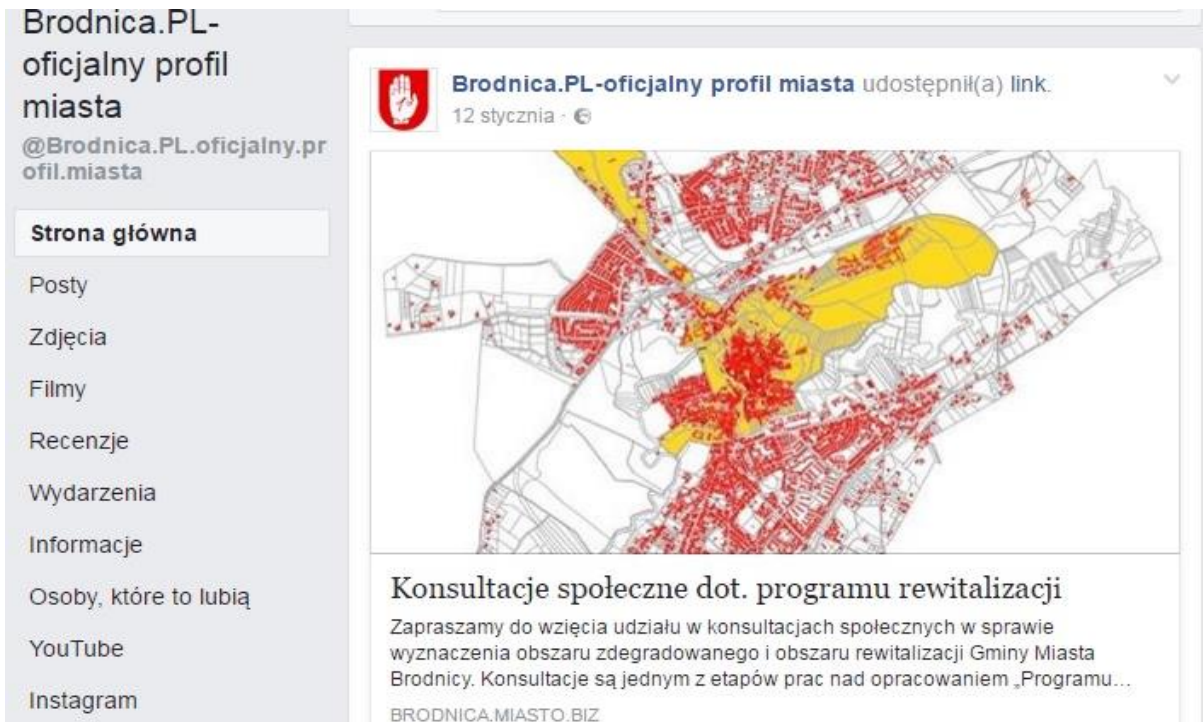 Brodnica.PL-
oficjalny profil
miasta
@Brodnica.PL.oficjalny.pr
ofil.miasta
Strona główna
Posty
Zdjęcia
Filmy
Recenzje
Wydarzenia
Informacje
Osoby, które to lubią
YouTube
Instagram
Brodnica.PL-oficjalny profil miasta udostępnił(a) link.
12 stycznia ·
Konsultacje społeczne dot. programu rewitalizacji
Zapraszamy do wzięcia udziału w konsultacjach społecznych w sprawie
wyznaczenia obszaru zdegradowanego i obszaru rewitalizacji Gminy Miasta
Brodnicy. Konsultacje są jednym z etapów prac nad opracowaniem „Programu...
BRODNICA.MIASTO.BIZ